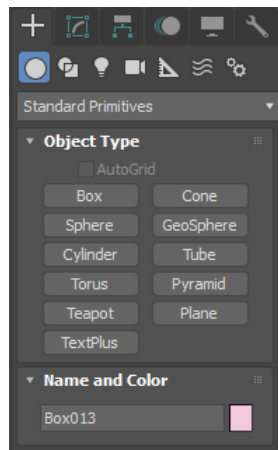 Standard Primitives
Object Type
AutoGrid
Box Cone
Sphere GeoSphere
Cylinder Tube
Torus Pyramid
Teapot Plane
TextPlus
Name and Color
Box013